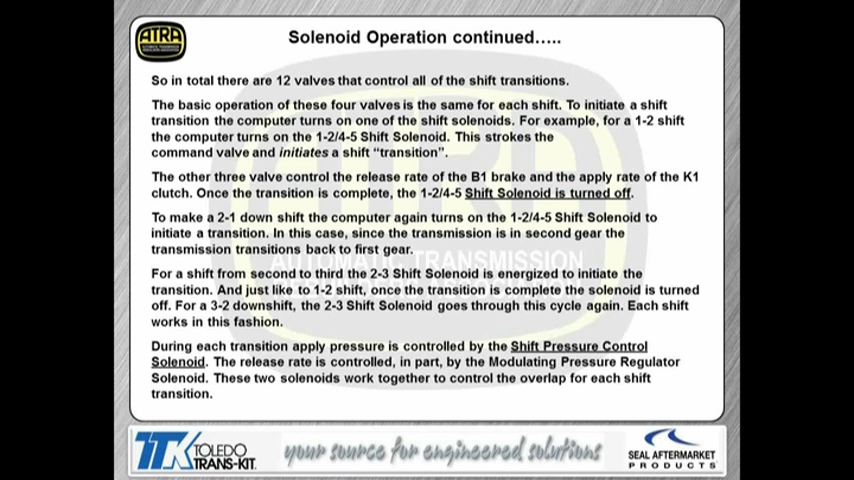 ATRA
AUTOMATIC TRANSMISSION
Solenoid Operation continued…..
So in total there are 12 valves that control all of the shift transitions.
The basic operation of these four valves is the same for each shift. To initiate a shift
transition the computer turns on one of the shift solenoids. For example, for a 1-2 shift
the computer turns on the 1-2/4-5 Shift Solenoid. This strokes the
command valve and initiates a shift “transition”.
The other three valve control the release rate of the B1 brake and the apply rate of the K1
clutch. Once the transition is complete, the 1-2/4-5 Shift Solenoid is turned off.
To make a 2-1 down shift the computer again turns on the 1-2/4-5 Shift Solenoid to
initiate a transition. In this case, since the transmission is in second gear the
transmission transitions back to first gear.
For a shift from second to third the 2-3 Shift Solenoid is energized to initiate the
transition. And just like to 1-2 shift, once the transition is complete the solenoid is turned
off. For a 3-2 downshift, the 2-3 Shift Solenoid goes through this cycle again. Each shift
works in this fashion.
During each transition apply pressure is controlled by the Shift Pressure Control
Solenoid. The release rate is controlled, in part, by the Modulating Pressure Regulator
Solenoid. These two solenoids work together to control the overlap for each shift
transition.
AUTOMATIC TRANSMISSION
TTK TOLEDO
TRANS-KIT
your source for engineered solutions
SEAL AFTERMARKET
PRODUCTS